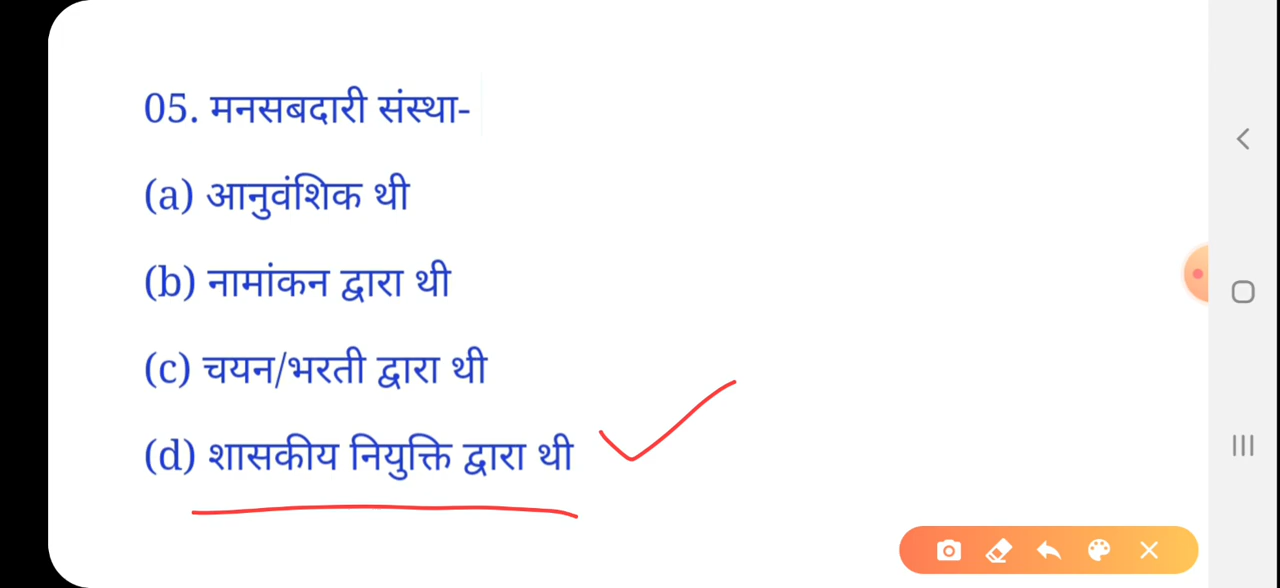 05. मनसबदारी संस्था-
(a) आनुवंशिक थी
(b) नामांकन द्वारा थी
(c) चयन/भरती द्वारा थी
(d) शासकीय नियुक्ति द्वारा थी